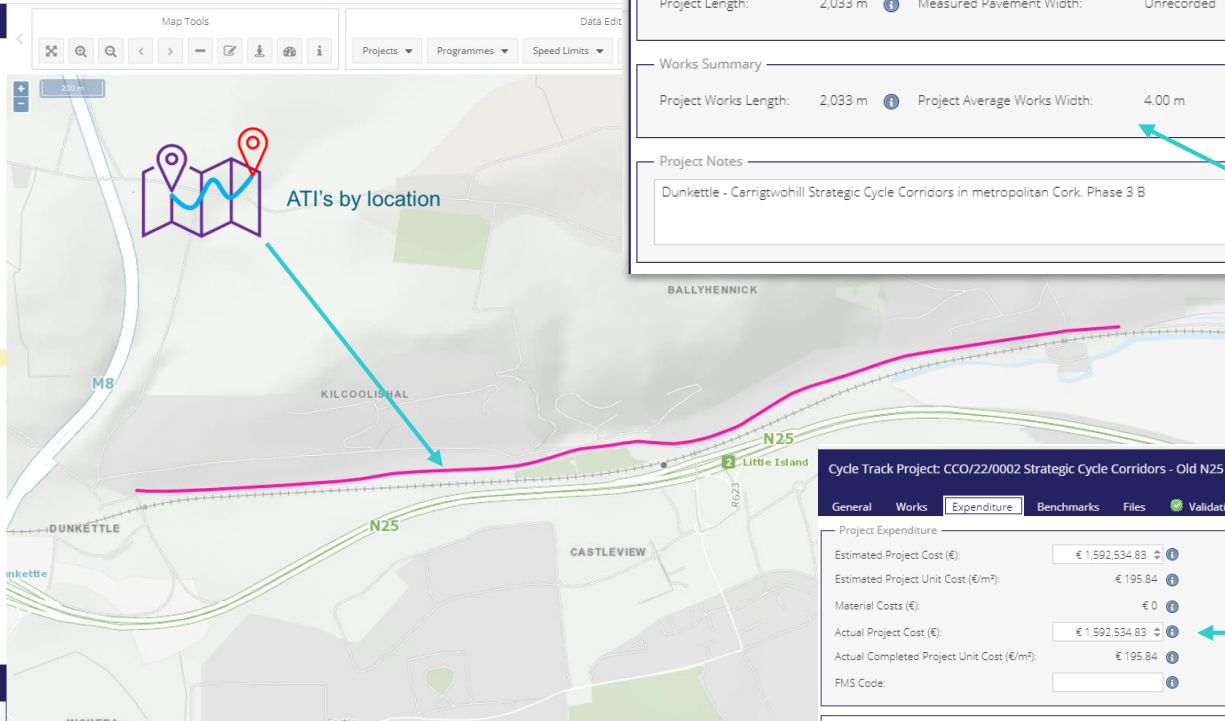 Map Tools
Data Edit
Projects
Programmes
Speed Limits
200 m
ATI's by location
M8
KILCOOLISHAL
BALLYHENNICK
N25
2 Little Island
R623
DUNKETTLE
N25
CASTLEVIEW
nkettle
Project Length: 2,033 m Measured Pavement Width: Unrecorded
Works Summary
Project Works Length: 2,033 m Project Average Works Width: 4.00 m
Project Notes
Dunkettle - Carrigtwohill Strategic Cycle Corridors in metropolitan Cork. Phase 3 B
Cycle Track Project: CCO/22/0002 Strategic Cycle Corridors - Old N25
General Works Expenditure Benchmarks Files Validati
Project Expenditure
Estimated Project Cost (€): € 1,592,534.83
Estimated Project Unit Cost (€/m²): € 195.84
Material Costs (€): € 0
Actual Project Cost (€): € 1,592,534.83
Actual Completed Project Unit Cost (€/m²): € 195.84
FMS Code: